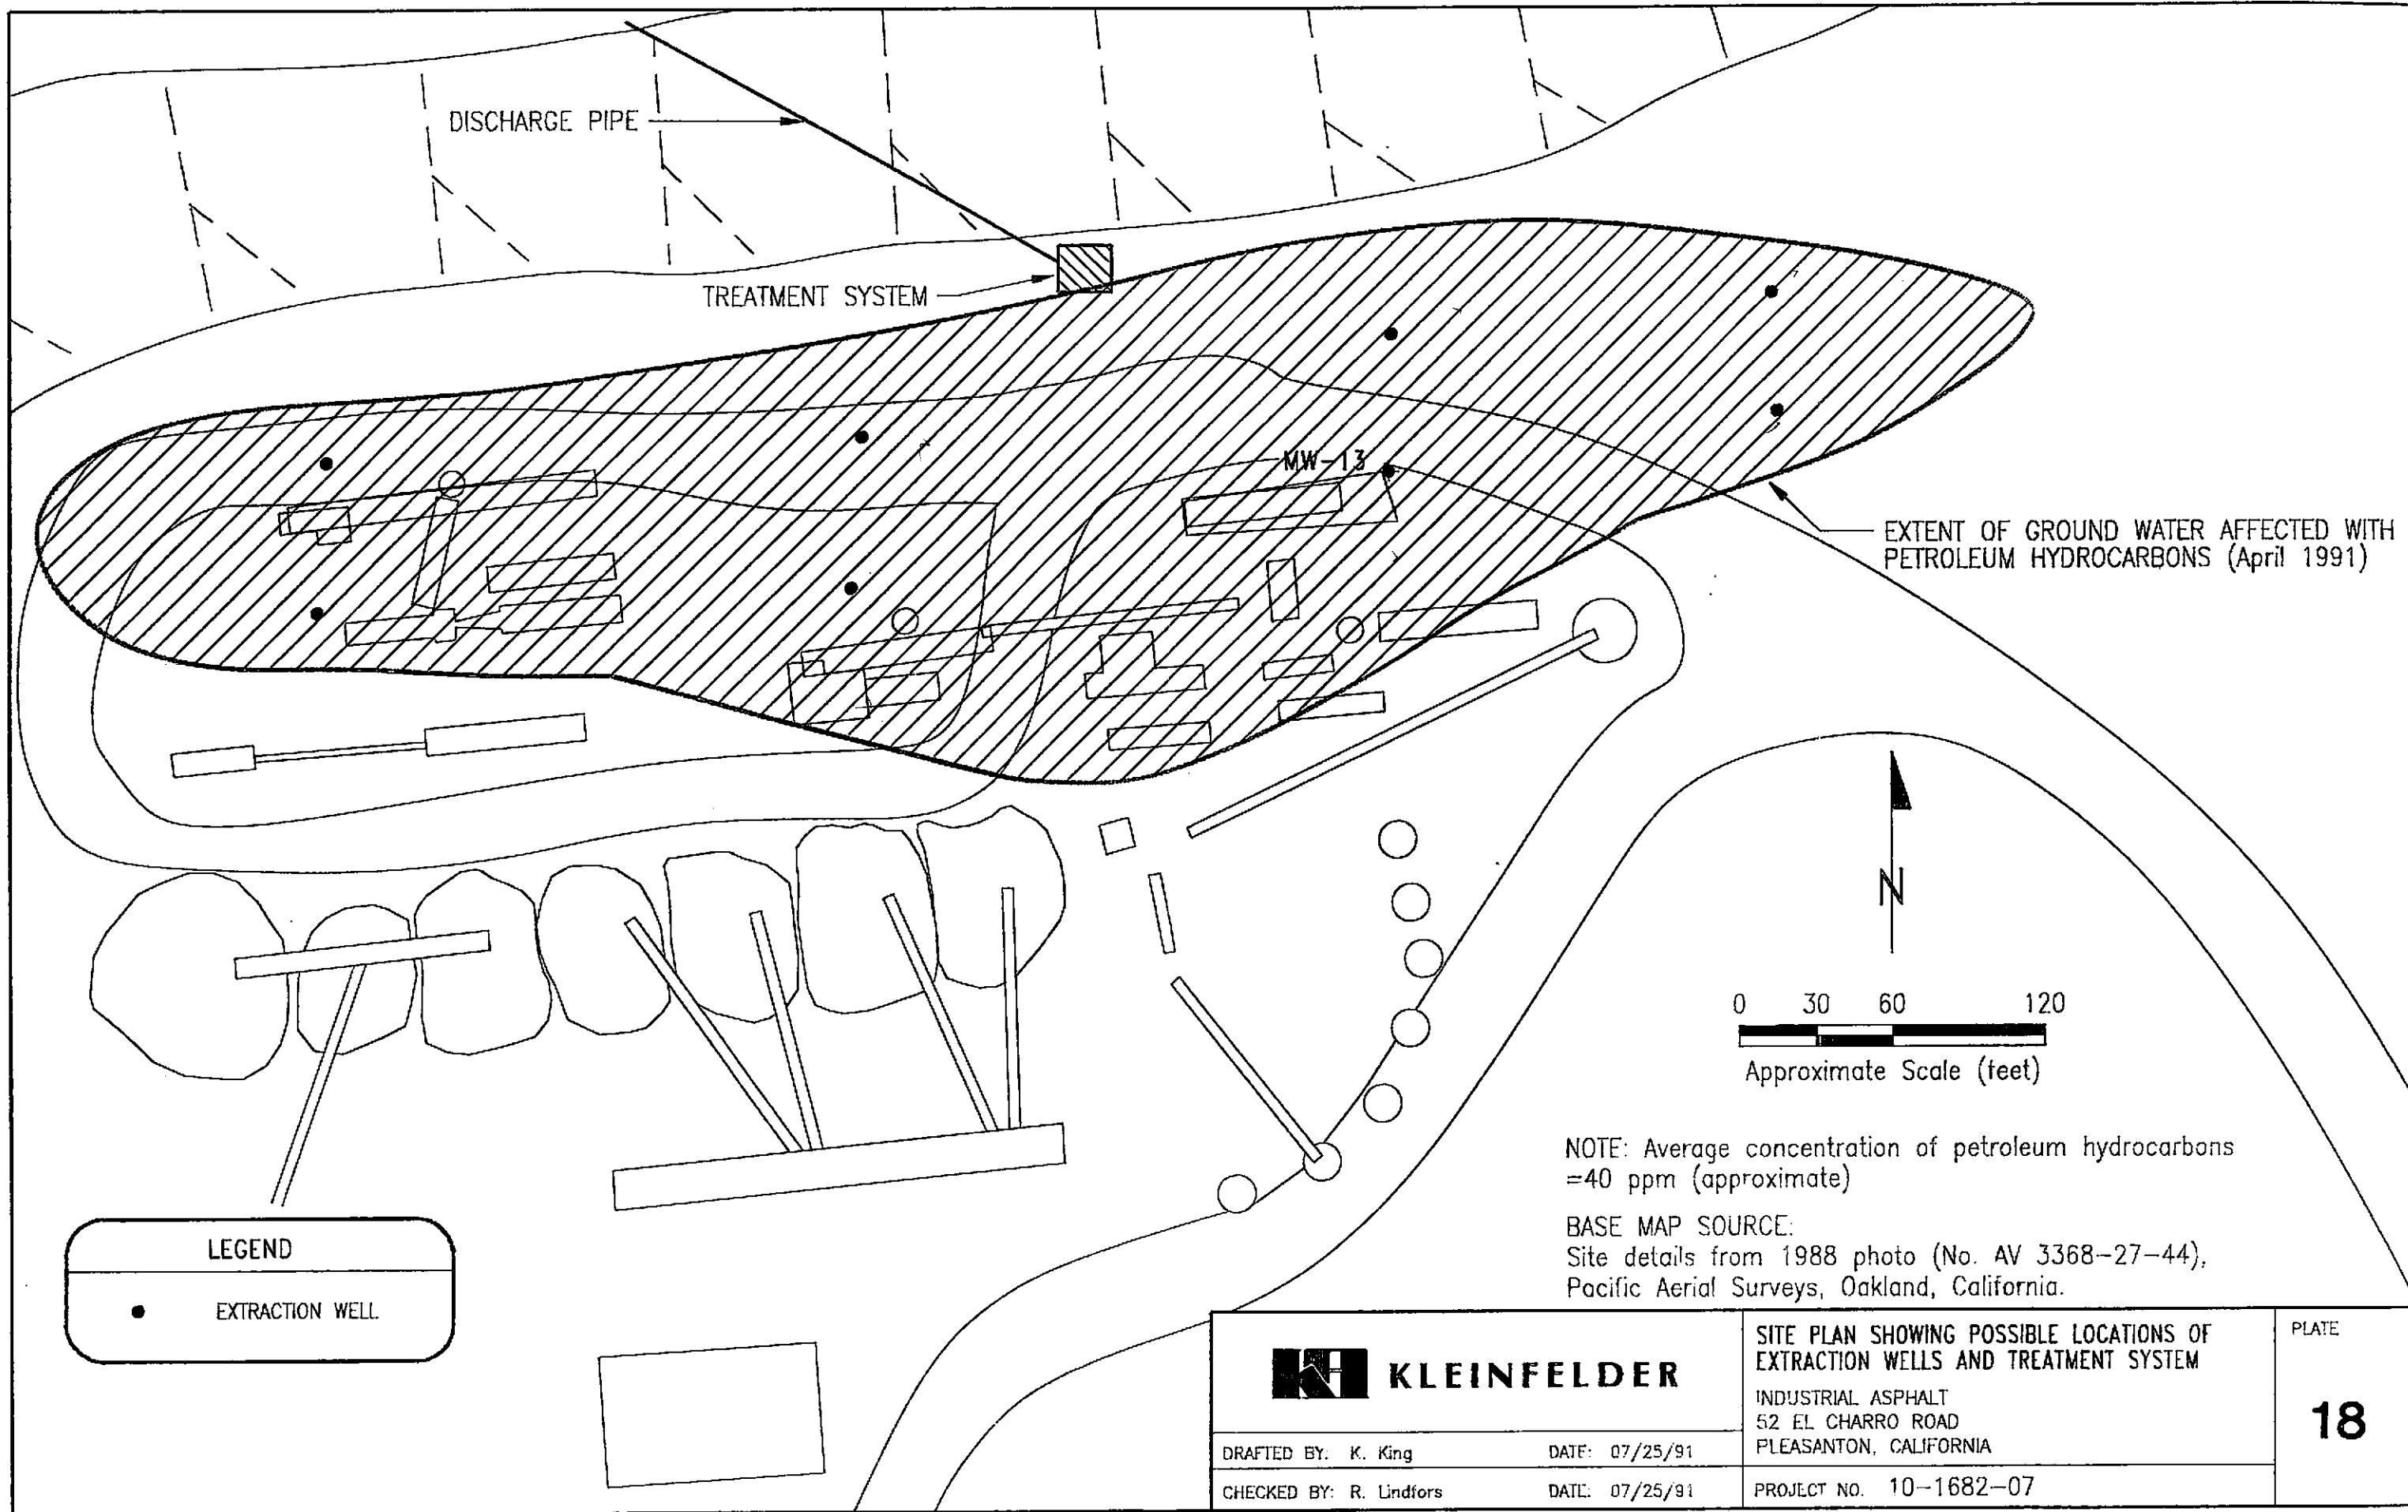 DISCHARGE PIPE
TREATMENT SYSTEM
MW-13
EXTENT OF GROUND WATER AFFECTED WITH
PETROLEUM HYDROCARBONS (April 1991)
N
0 30 60 120
Approximate Scale (feet)
NOTE: Average concentration of petroleum hydrocarbons
=40 ppm (approximate)
BASE MAP SOURCE:
Site details from 1988 photo (No. AV 3368-27-44),
Pacific Aerial Surveys, Oakland, California.
LEGEND
EXTRACTION WELL
KLEINFELDER
DRAFTED BY: K. King DATE: 07/25/91
CHECKED BY: R. Lindfors DATE: 07/25/91
SITE PLAN SHOWING POSSIBLE LOCATIONS OF
EXTRACTION WELLS AND TREATMENT SYSTEM
INDUSTRIAL ASPHALT
52 EL CHARRO ROAD
PLEASANTON, CALIFORNIA
PROJECT NO. 10-1682-07
PLATE
18